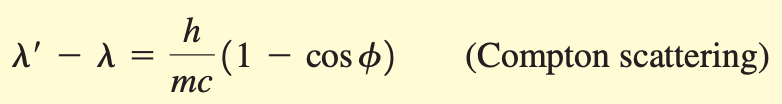 λ′ − λ = h/mc (1 − cos ϕ) (Compton scattering)